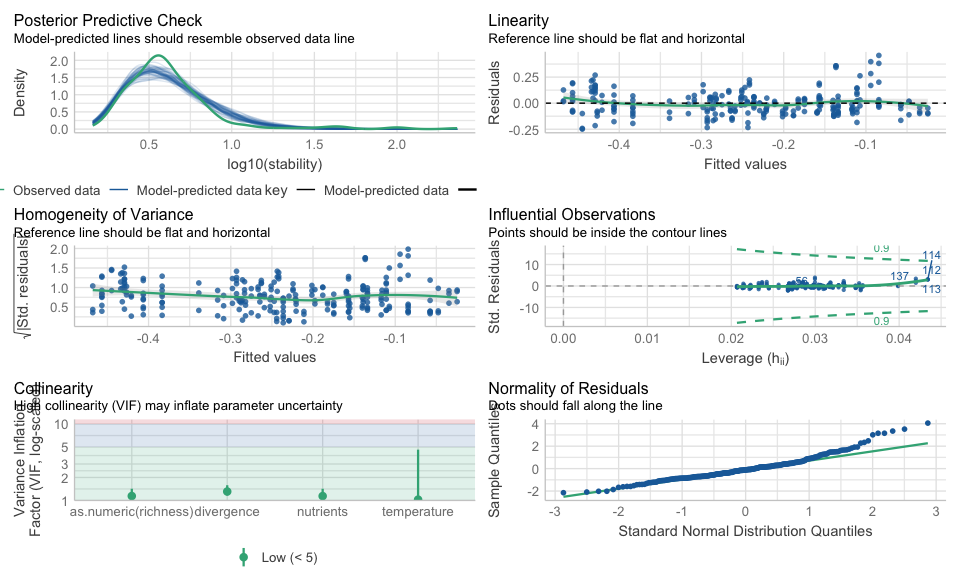 Posterior Predictive Check
Model-predicted lines should resemble observed data line
Density
2.0
1.5
1.0
0.5
0.0
0.5
1.0
1.5
2.0
log10(stability)
Observed data
Model-predicted data key
Model-predicted data
Linearity
Reference line should be flat and horizontal
Residuals
0.25
0.00
-0.25
-0.4
-0.3
-0.2
-0.1
Fitted values
Homogeneity of Variance
Reference line should be flat and horizontal
√|Std. residuals|
2.0
1.5
1.0
0.5
-0.4
-0.3
-0.2
-0.1
Fitted values
Influential Observations
Points should be inside the contour lines
Std. Residuals
10
0
-10
0.9
114
112
113
137
56
0.9
0.00
0.01
0.02
0.03
0.04
Leverage (hii)
Collinearity
High collinearity (VIF) may inflate parameter uncertainty
Variance Inflation
Factor (VIF, log-scaled)
10
5
3
2
1
as.numeric(richness)
divergence
nutrients
temperature
Low (< 5)
Normality of Residuals
Dots should fall along the line
Sample Quantiles
4
2
0
-2
-3
-2
-1
0
1
2
3
Standard Normal Distribution Quantiles